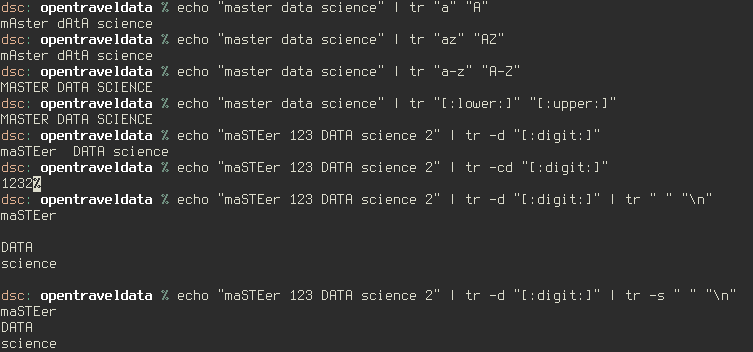 dsc: opentraveldata % echo "master data science" | tr "a" "A"
mAster dAtA science
dsc: opentraveldata % echo "master data science" | tr "az" "AZ"
mAster dAtA science
dsc: opentraveldata % echo "master data science" | tr "a-z" "A-Z"
MASTER DATA SCIENCE
dsc: opentraveldata % echo "master data science" | tr "[:lower:]" "[:upper:]"
MASTER DATA SCIENCE
dsc: opentraveldata % echo "maSTEer 123 DATA science 2" | tr -d "[:digit:]"
maSTEer  DATA science
dsc: opentraveldata % echo "maSTEer 123 DATA science 2" | tr -cd "[:digit:]"
1232%
dsc: opentraveldata % echo "maSTEer 123 DATA science 2" | tr -d "[:digit:]" | tr " " "\n"
maSTEer
DATA
science
dsc: opentraveldata % echo "maSTEer 123 DATA science 2" | tr -d "[:digit:]" | tr -s " " "\n"
maSTEer
DATA
science